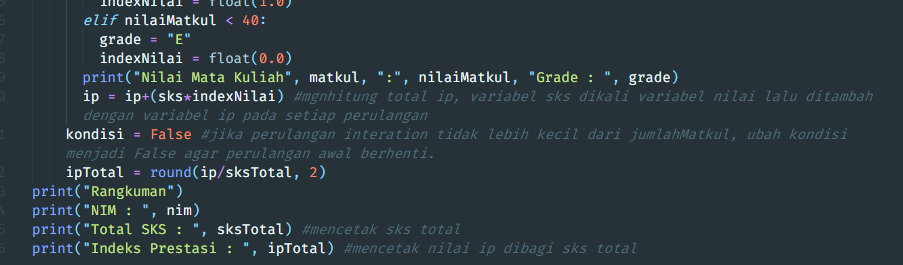 indexNilai = float(1.0)
elif nilaiMatkul < 40:
grade = "E"
indexNilai = float(0.0)
print("Nilai Mata Kuliah", matkul, ":", nilaiMatkul, "Grade : ", grade)
ip = ip+(sks*indexNilai) #mgnhitung total ip, variabel sks dikali variabel nilai lalu ditambah
dengan variabel ip pada setiap perulangan
kondisi = False #jika perulangan interation tidak lebih kecil dari jumlahMatkul, ubah kondisi
menjadi False agar perulangan awal berhenti.
ipTotal = round(ip/sksTotal, 2)
print("Rangkuman")
print("NIM : ", nim)
print("Total SKS : ", sksTotal) #mencetak sks total
print("Indeks Prestasi : ", ipTotal) #mencetak nilai ip dibagi sks total